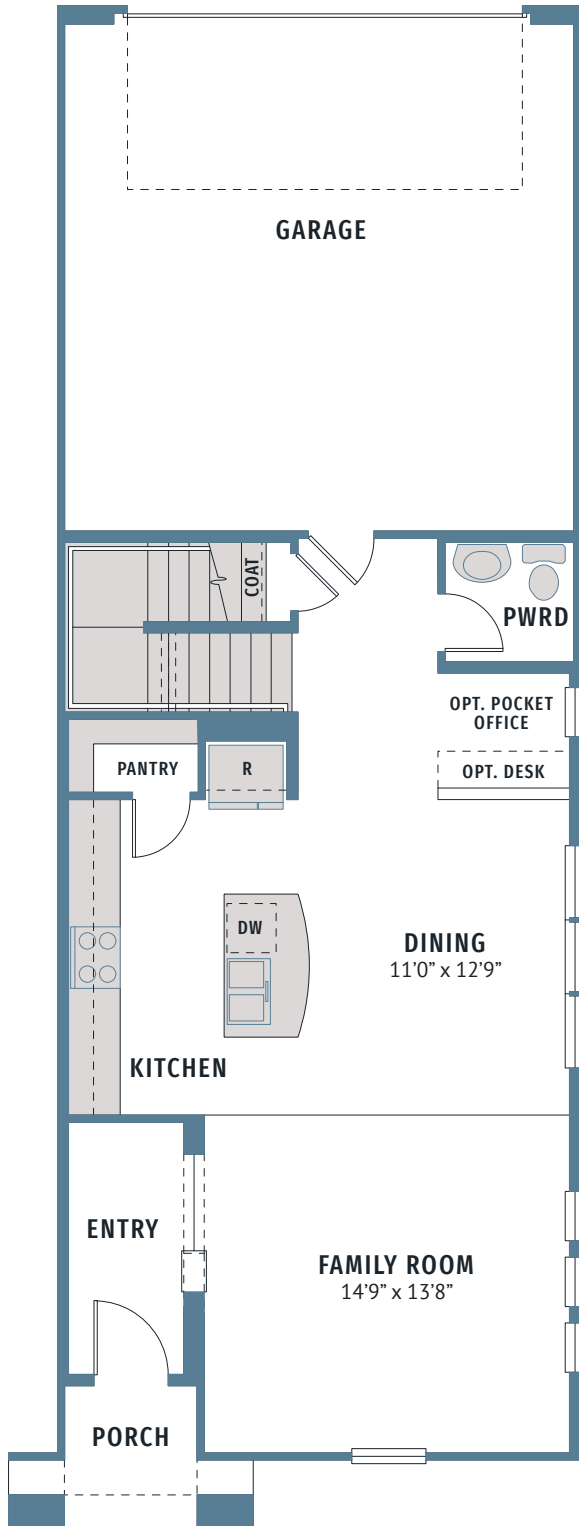 GARAGE
COAT
PWRD
OPT. POCKET
OFFICE
PANTRY
R
OPT. DESK
DW
DINING
11’0” x 12’9”
KITCHEN
ENTRY
FAMILY ROOM
14’9” x 13’8”
PORCH